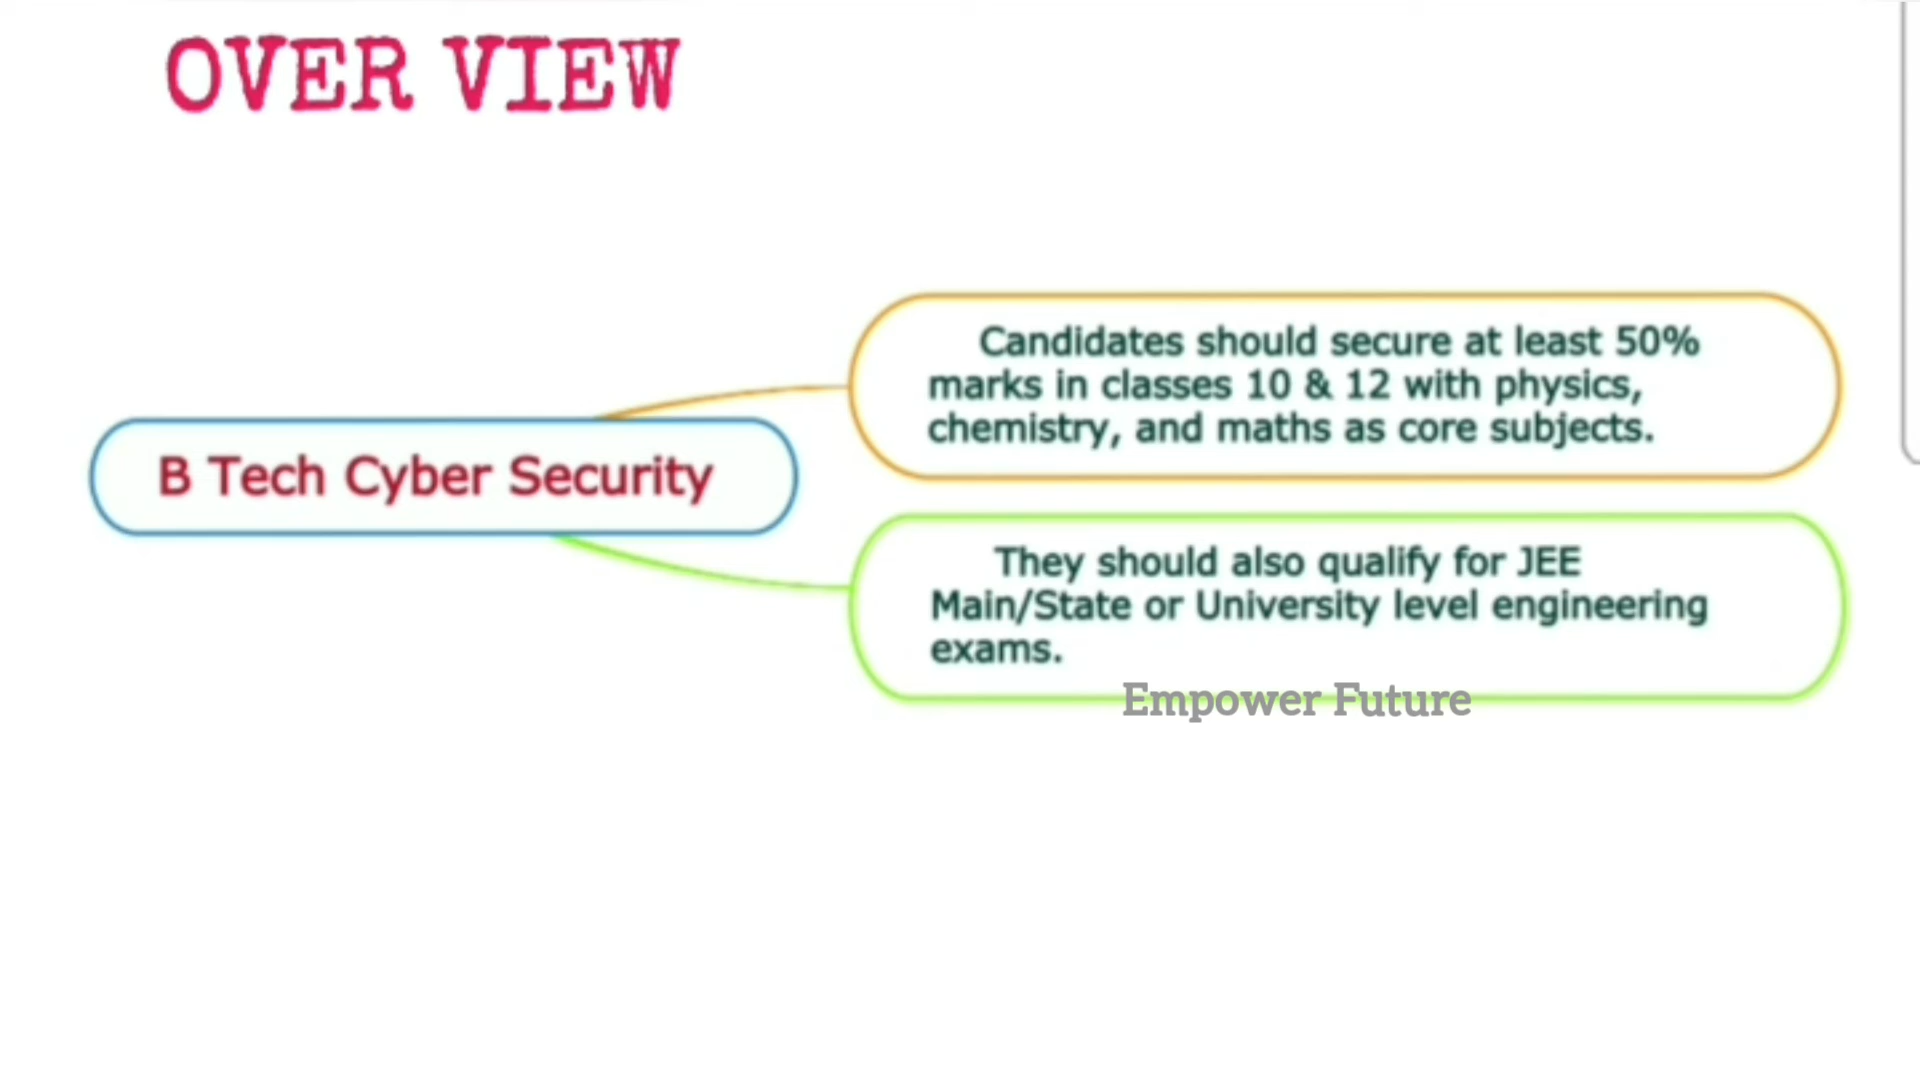 OVER VIEW
Candidates should secure at least 50%
marks in classes 10 & 12 with physics,
chemistry, and maths as core subjects.
B Tech Cyber Security
They should also qualify for JEE
Main/State or University level engineering
exams.
Empower Future